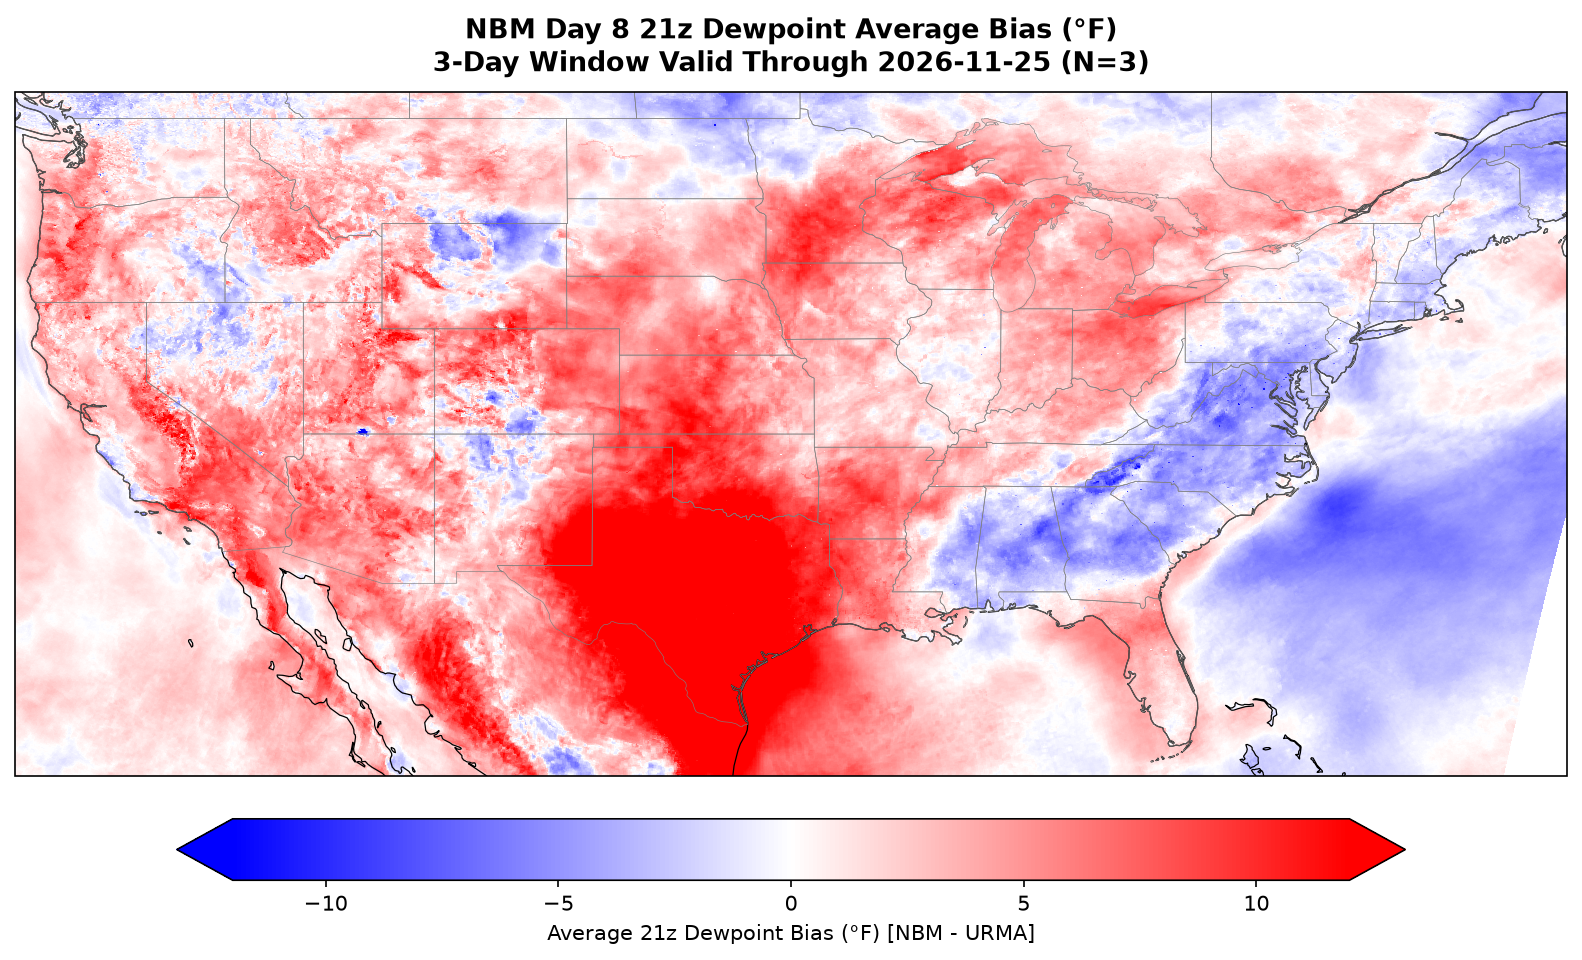 NBM Day 8 21z Dewpoint Average Bias (°F)
3-Day Window Valid Through 2026-11-25 (N=3)
−10 −5 0 5 10
Average 21z Dewpoint Bias (°F) [NBM - URMA]